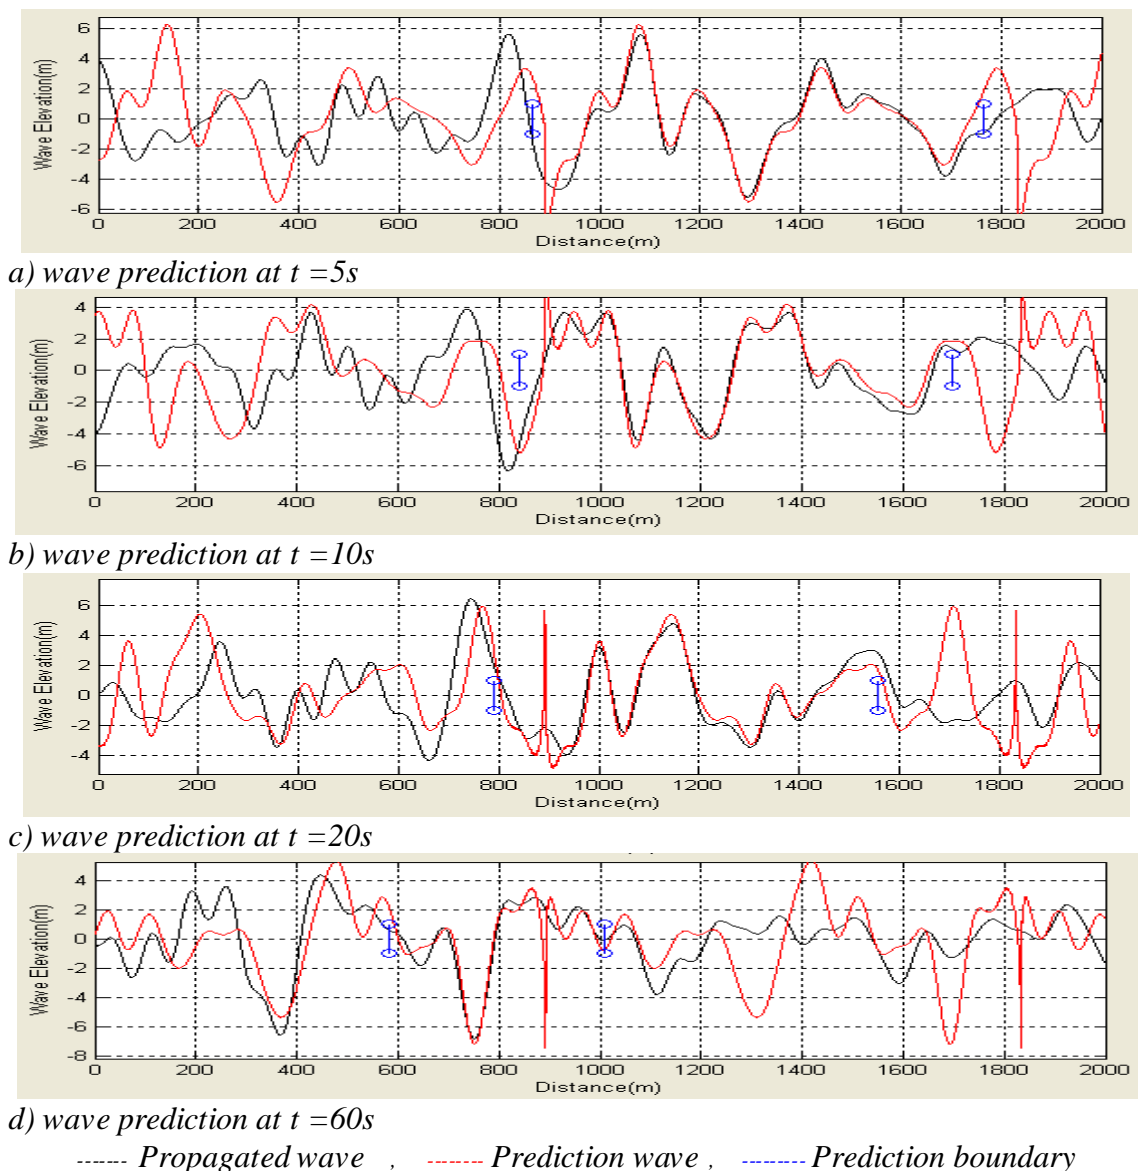 6
4
2
0
-2
-4
-6
Wave Elevation(m)
0 200 400 600 800 1000 1200 1400 1600 1800 2000
Distance(m)
a) wave prediction at t =5s
4
2
0
-2
-4
-6
Wave Elevation(m)
0 200 400 600 800 1000 1200 1400 1600 1800 2000
Distance(m)
b) wave prediction at t =10s
6
4
2
0
-2
-4
Wave Elevation(m)
0 200 400 600 800 1000 1200 1400 1600 1800 2000
Distance(m)
c) wave prediction at t =20s
4
2
0
-2
-4
-6
-8
Wave Elevation(m)
0 200 400 600 800 1000 1200 1400 1600 1800 2000
Distance(m)
d) wave prediction at t =60s
------- Propagated wave , ------- Prediction wave , ------- Prediction boundary